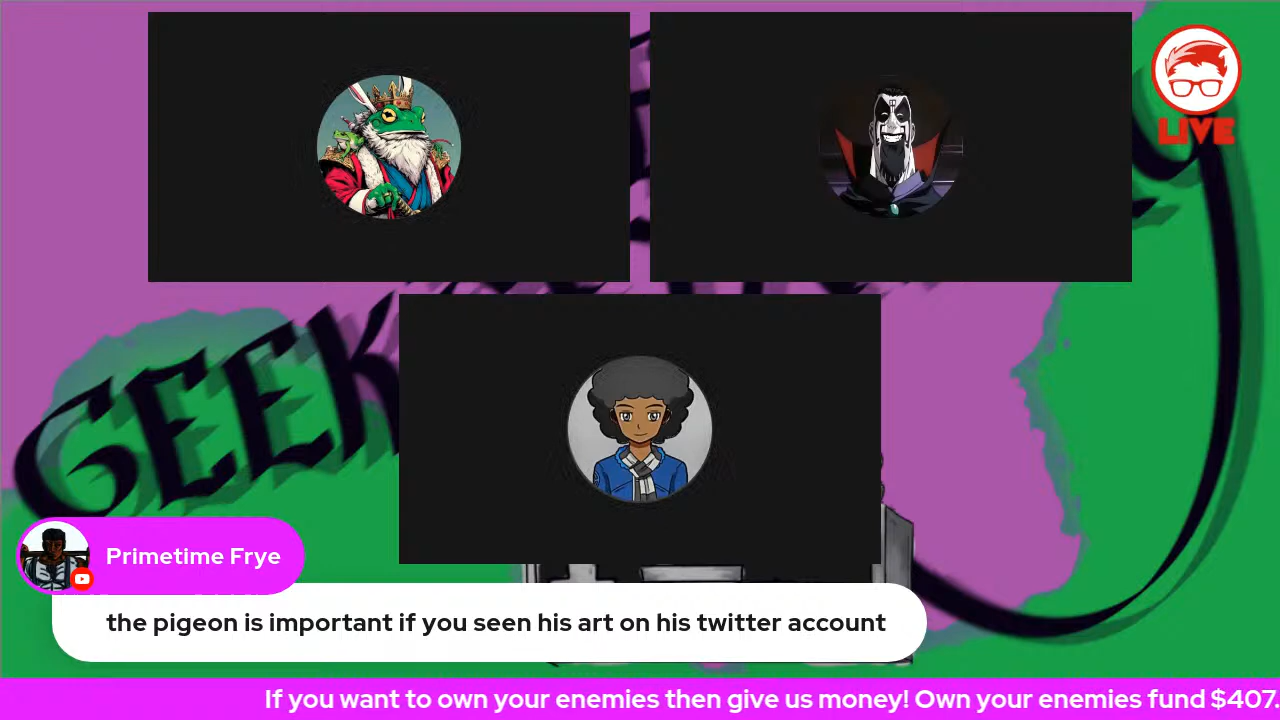 LIVE
GEEK
Primetime Frye
the pigeon is important if you seen his art on his twitter account
If you want to own your enemies then give us money! Own your enemies fund $407.